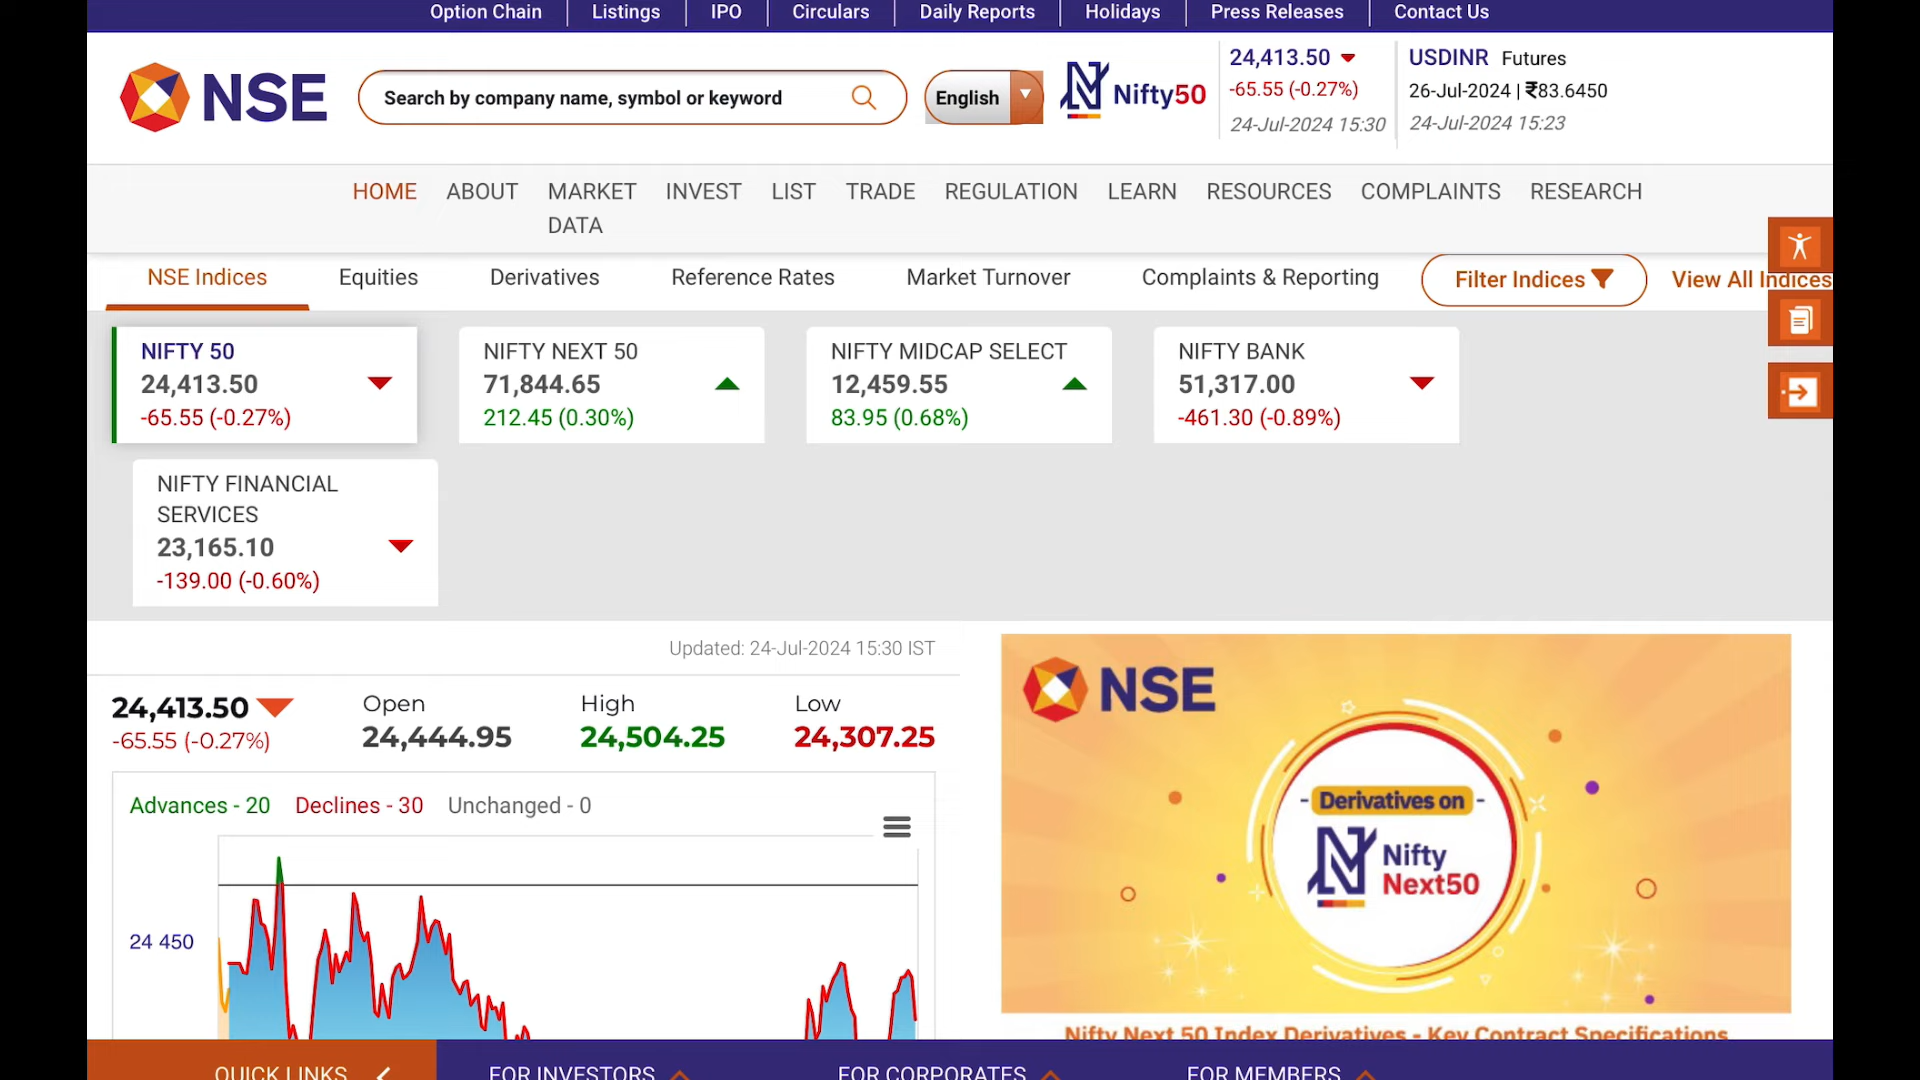 Option Chain
Listings
IPO
Circulars
Daily Reports
Holidays
Press Releases
Contact Us
NSE
Search by company name, symbol or keyword
English
Nifty50
24,413.50
-65.55 (-0.27%)
24-Jul-2024 15:30
USDINR Futures
26-Jul-2024 | ₹83.6450
24-Jul-2024 15:23
HOME
ABOUT
MARKET
DATA
INVEST
LIST
TRADE
REGULATION
LEARN
RESOURCES
COMPLAINTS
RESEARCH
NSE Indices
Equities
Derivatives
Reference Rates
Market Turnover
Complaints & Reporting
Filter Indices
View All Indices
NIFTY 50
24,413.50
-65.55 (-0.27%)
NIFTY NEXT 50
71,844.65
212.45 (0.30%)
NIFTY MIDCAP SELECT
12,459.55
83.95 (0.68%)
NIFTY BANK
51,317.00
-461.30 (-0.89%)
NIFTY FINANCIAL
SERVICES
23,165.10
-139.00 (-0.60%)
Updated: 24-Jul-2024 15:30 IST
24,413.50
-65.55 (-0.27%)
Open
24,444.95
High
24,504.25
Low
24,307.25
Advances - 20
Declines - 30
Unchanged - 0
24 450
NSE
- Derivatives on -
Nifty
Next50
Nifty Next 50 Index Derivatives - Key Contract Specifications
QUICK LINKS
FOR INVESTORS
FOR CORPORATES
FOR MEMBERS